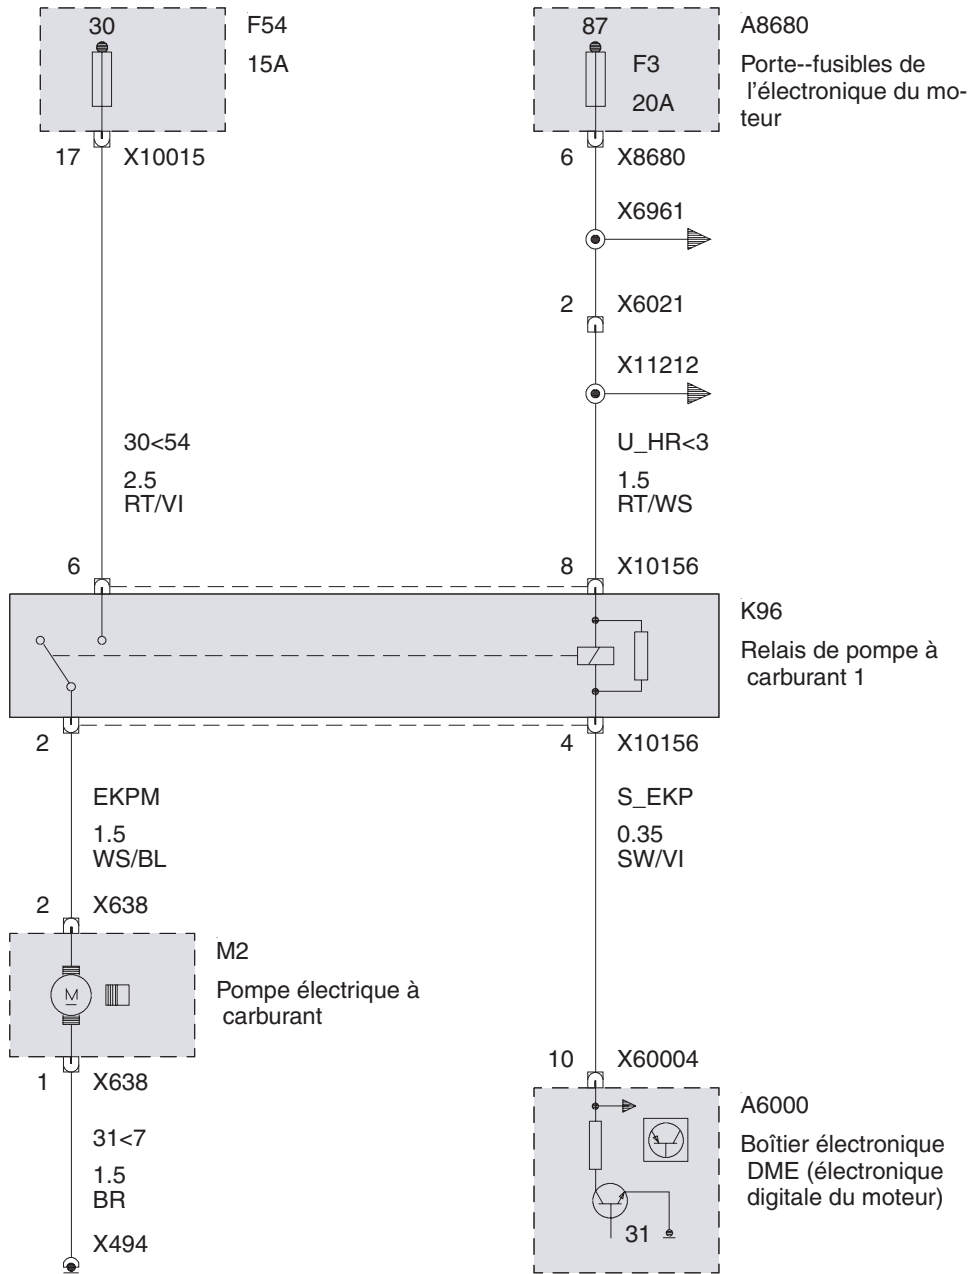 30
F54
15A
87
F3
20A
A8680
Porte--fusibles de
l'électronique du mo-
teur
17 X10015
6 X8680
X6961
2 X6021
X11212
30<54
2.5
RT/VI
U_HR<3
1.5
RT/WS
6
8 X10156
K96
Relais de pompe à
carburant 1
2
4 X10156
EKPM
1.5
WS/BL
S_EKP
0.35
SW/VI
2 X638
M2
Pompe électrique à
carburant
M
1 X638
31<7
1.5
BR
X494
10 X60004
A6000
Boîtier électronique
DME (électronique
digitale du moteur)
31